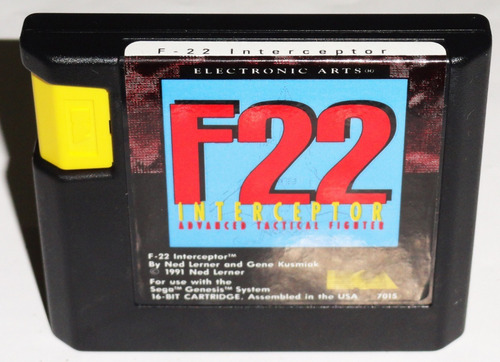 F-22 Interceptor
ELECTRONIC ARTS
F22
INTERCEPTOR
ADVANCED TACTICAL FIGHTER
F-22 Interceptor™
By Ned Lerner and Gene Kusmiak
© 1991 Ned Lerner
For use with the
Sega™ Genesis™ System
16-BIT CARTRIDGE, Assembled in the USA 7015